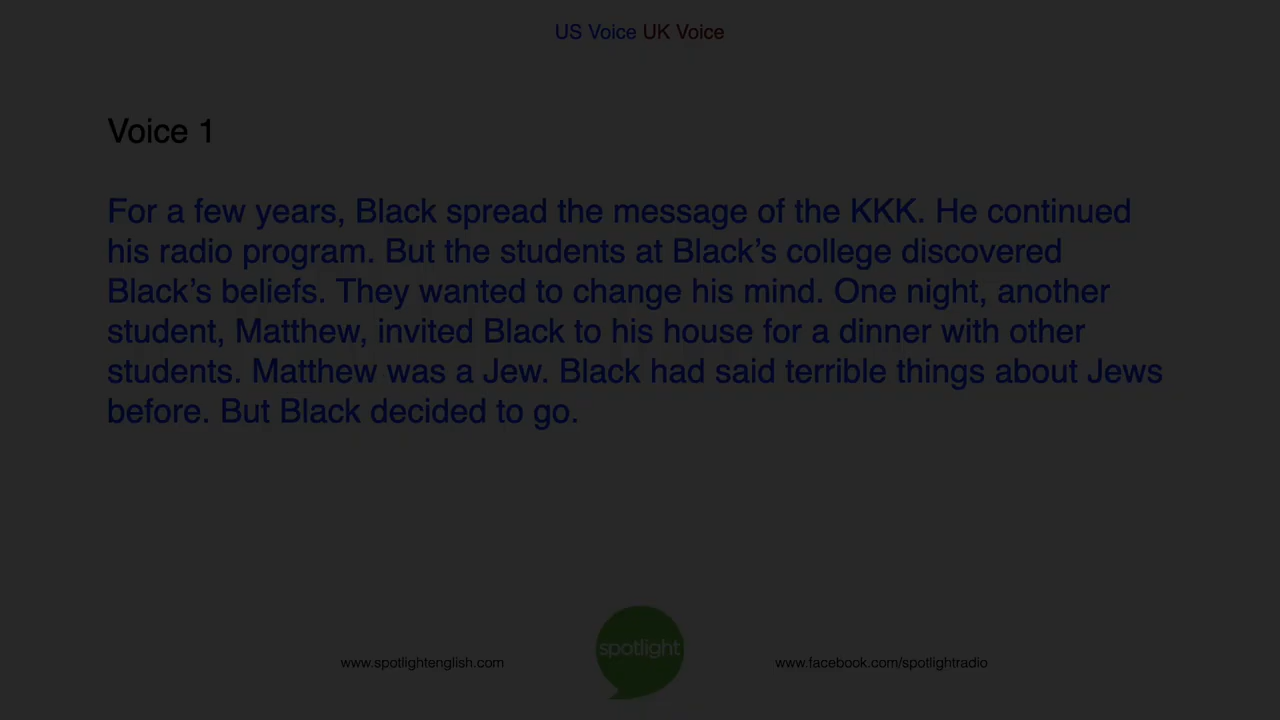 US Voice UK Voice
Voice 1
For a few years, Black spread the message of the KKK. He continued
his radio program. But the students at Black’s college discovered
Black’s beliefs. They wanted to change his mind. One night, another
student, Matthew, invited Black to his house for a dinner with other
students. Matthew was a Jew. Black had said terrible things about Jews
before. But Black decided to go.
spotlight
www.spotlightenglish.com
www.facebook.com/spotlightradio